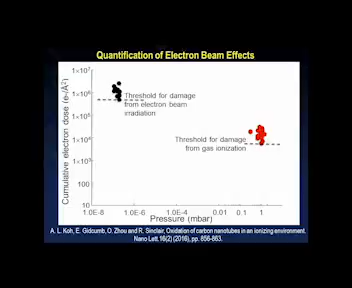 Quantification of Electron Beam Effects
Cumulative electron dose (e-/Å²)
1×10⁷
1×10⁶
1×10⁵
1×10⁴
1×10³
100
10
Threshold for damage
from electron beam
irradiation
Threshold for damage
from gas ionization
1.0E-8 1.0E-6 1.0E-4 0.01 0.1 1
Pressure (mbar)
A. L. Koh, E. Gidcumb, O. Zhou and R. Sinclair, Oxidation of carbon nanotubes in an ionizing environment.
Nano Lett. 16(2) (2016), pp. 856-863.